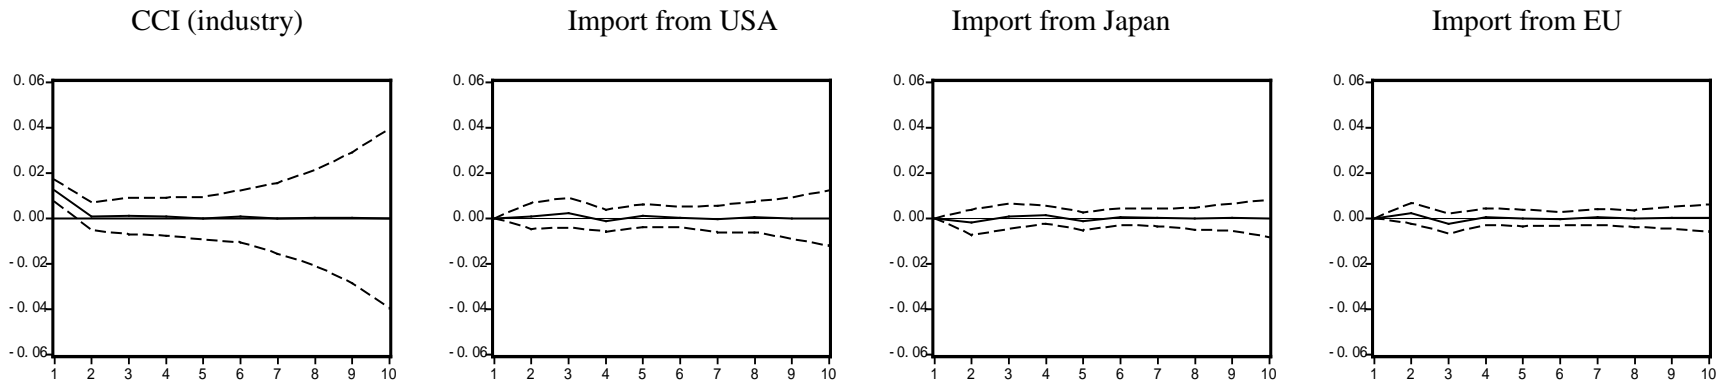 CCI (industry) Import from USA Import from Japan Import from EU
0.06 0.06 0.06 0.06
0.04 0.04 0.04 0.04
0.02 0.02 0.02 0.02
0.00 0.00 0.00 0.00
-0.02 -0.02 -0.02 -0.02
-0.04 -0.04 -0.04 -0.04
-0.06 -0.06 -0.06 -0.06
1 2 3 4 5 6 7 8 9 10 1 2 3 4 5 6 7 8 9 10 1 2 3 4 5 6 7 8 9 10 1 2 3 4 5 6 7 8 9 10